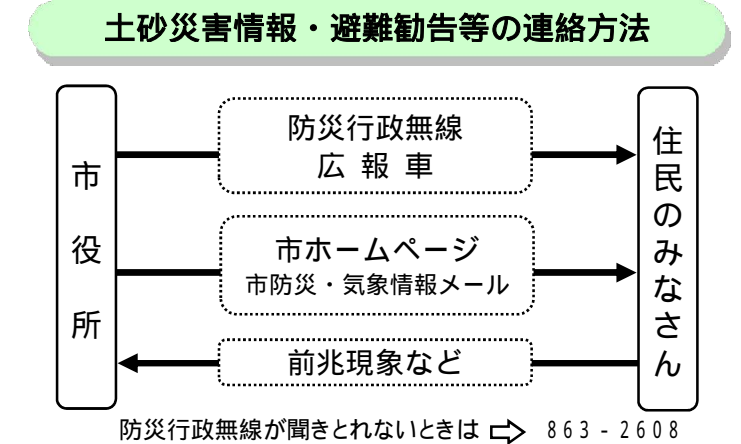 土砂災害情報・避難勧告等の連絡方法
市役所
防災行政無線
広報車
市ホームページ
市防災・気象情報メール
前兆現象など
住民のみなさん
防災行政無線が聞きとれないときは ⇨ 863-2608